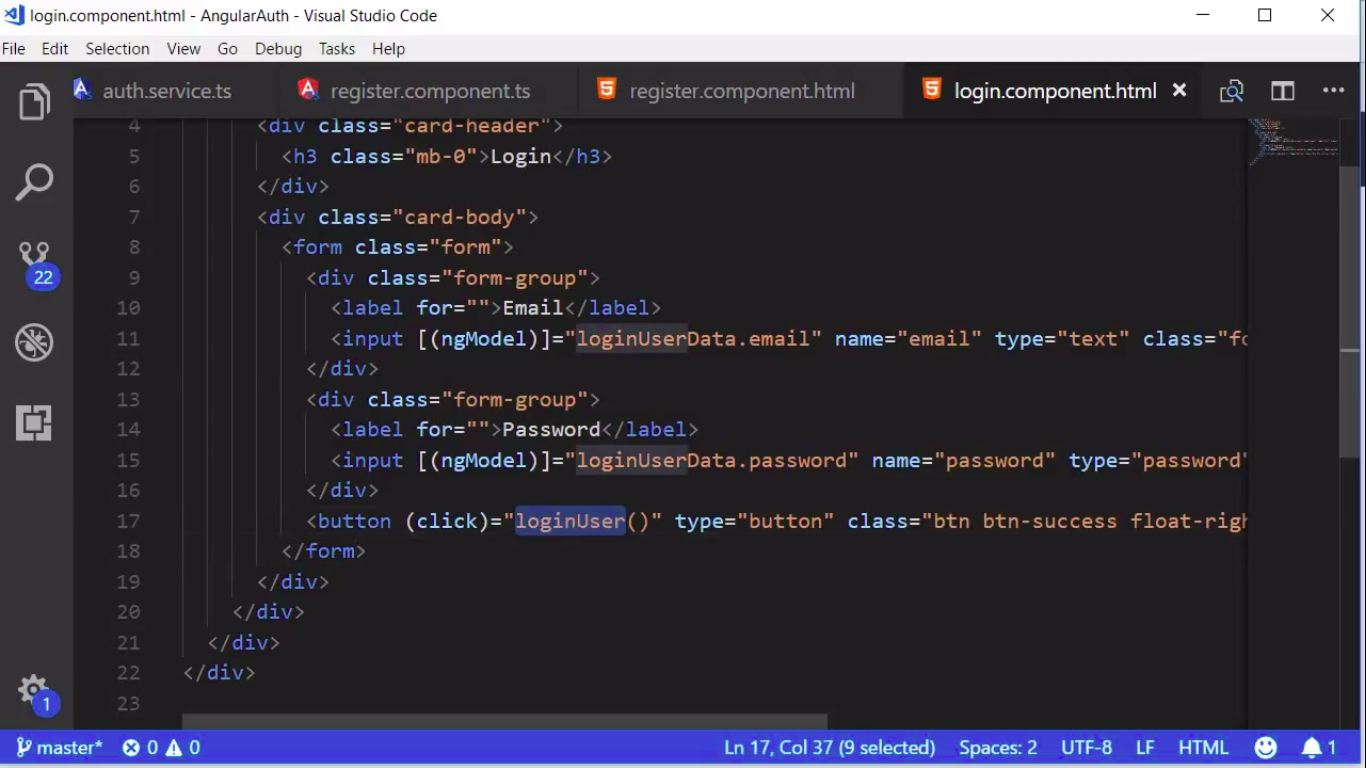 login.component.html - AngularAuth - Visual Studio Code
File Edit Selection View Go Debug Tasks Help
auth.service.ts register.component.ts register.component.html login.component.html
4 <div class="card-header">
5 <h3 class="mb-0">Login</h3>
6 </div>
7 <div class="card-body">
8 <form class="form">
9 <div class="form-group">
10 <label for="">Email</label>
11 <input [(ngModel)]="loginUserData.email" name="email" type="text" class="fo
12 </div>
13 <div class="form-group">
14 <label for="">Password</label>
15 <input [(ngModel)]="loginUserData.password" name="password" type="password"
16 </div>
17 <button (click)="loginUser()" type="button" class="btn btn-success float-righ
18 </form>
19 </div>
20 </div>
21 </div>
22 </div>
23
22
1
master* 0 0 Ln 17, Col 37 (9 selected) Spaces: 2 UTF-8 LF HTML 1